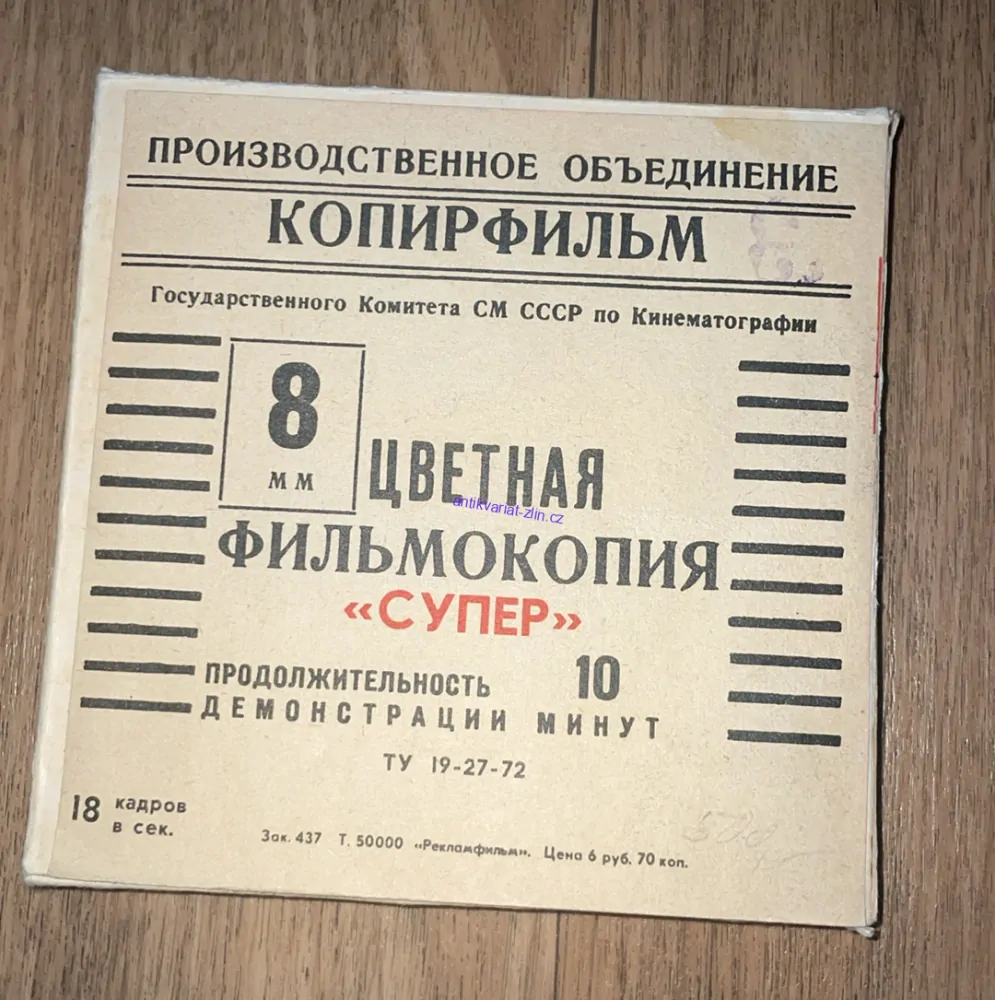 ПРОИЗВОДСТВЕННОЕ ОБЪЕДИНЕНИЕ
КОПИРФИЛЬМ
Государственного Комитета СМ СССР по Кинематографии
8
мм
ЦВЕТНАЯ
antikvariat-zlin.cz
ФИЛЬМОКОПИЯ
«СУПЕР»
ПРОДОЛЖИТЕЛЬНОСТЬ 10
ДЕМОНСТРАЦИИ МИНУТ
ТУ 19-27-72
18 кадров
в сек.
Зак. 437 Т. 50000 «Рекламфильм». Цена 6 руб. 70 коп.